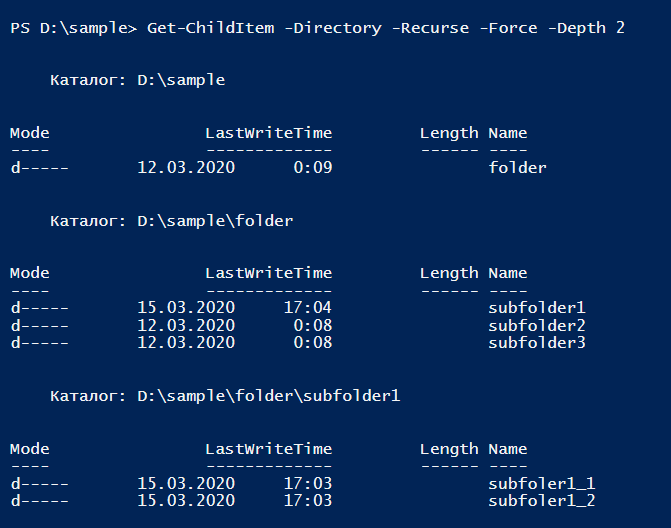 PS D:\sample> Get-ChildItem -Directory -Recurse -Force -Depth 2
Каталог: D:\sample
Mode LastWriteTime Length Name
---- ------------- ------ ----
d----- 12.03.2020 0:09 folder
Каталог: D:\sample\folder
Mode LastWriteTime Length Name
---- ------------- ------ ----
d----- 15.03.2020 17:04 subfolder1
d----- 12.03.2020 0:08 subfolder2
d----- 12.03.2020 0:08 subfolder3
Каталог: D:\sample\folder\subfolder1
Mode LastWriteTime Length Name
---- ------------- ------ ----
d----- 15.03.2020 17:03 subfoler1_1
d----- 15.03.2020 17:03 subfoler1_2